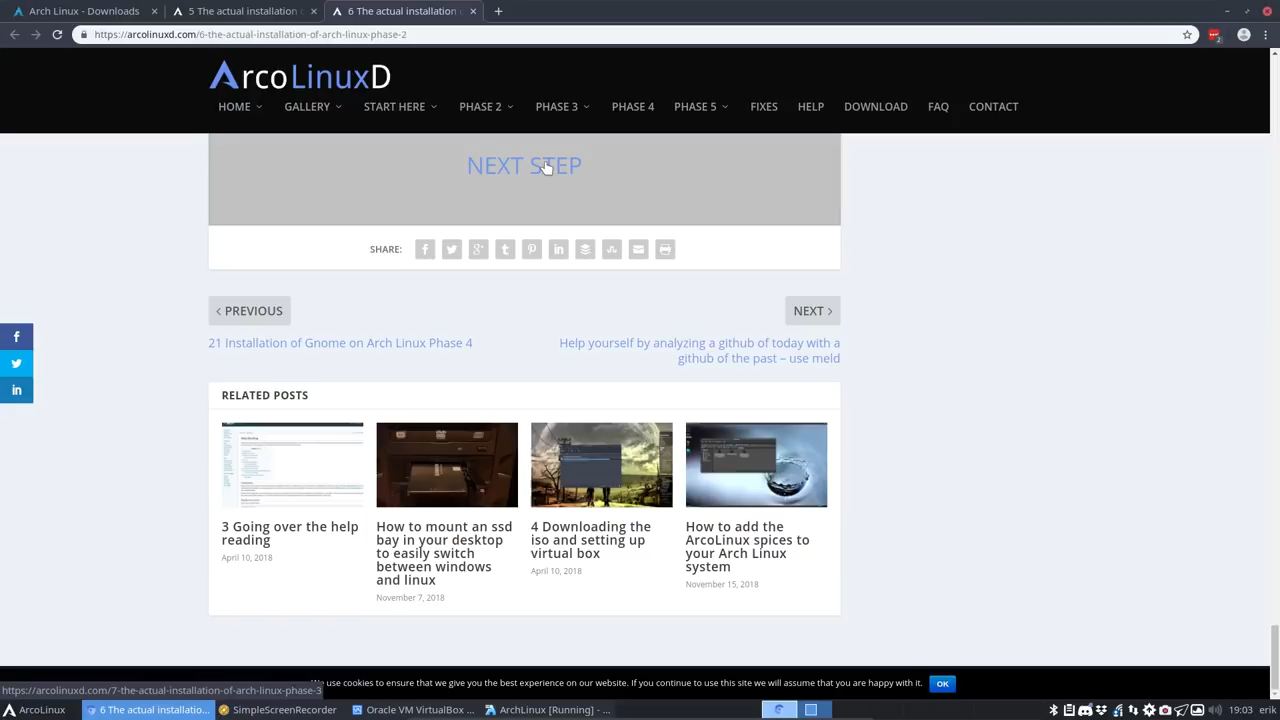 Arch Linux - Downloads
5 The actual installation o
6 The actual installation o
https://arcolinuxd.com/6-the-actual-installation-of-arch-linux-phase-2
2
ArcoLinuxD
HOME GALLERY START HERE PHASE 2 PHASE 3 PHASE 4 PHASE 5 FIXES HELP DOWNLOAD FAQ CONTACT
NEXT STEP
SHARE:
PREVIOUS
NEXT
21 Installation of Gnome on Arch Linux Phase 4
Help yourself by analyzing a github of today with a
github of the past – use meld
RELATED POSTS
3 Going over the help
reading
April 10, 2018
How to mount an ssd
bay in your desktop
to easily switch
between windows
and linux
November 7, 2018
4 Downloading the
iso and setting up
virtual box
April 10, 2018
How to add the
ArcoLinux spices to
your Arch Linux
system
November 15, 2018
We use cookies to ensure that we give you the best experience on our website. If you continue to use this site we will assume that you are happy with it.
OK
https://arcolinuxd.com/7-the-actual-installation-of-arch-linux-phase-3
ArcoLinux
6 The actual installatio...
SimpleScreenRecorder
Oracle VM VirtualBox ...
ArchLinux [Running] - ...
19:03 erik